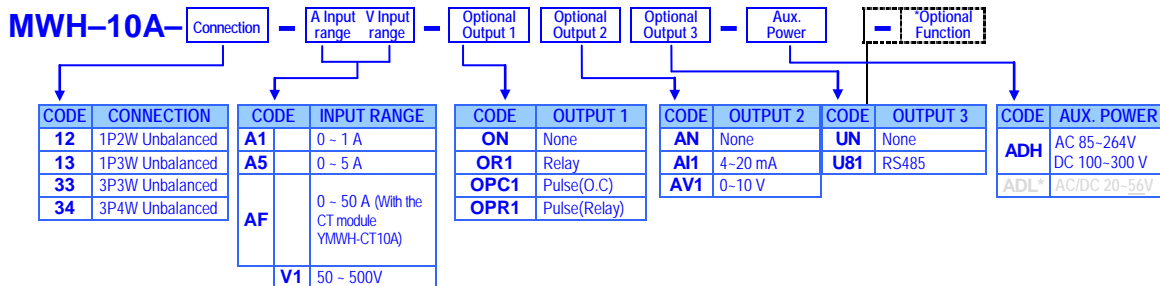 MWH–10A– Connection – A Input range V Input range – Optional Output 1 Optional Output 2 Optional Output 3 – Aux. Power – *Optional Function
CODE CONNECTION
12 1P2W Unbalanced
13 1P3W Unbalanced
33 3P3W Unbalanced
34 3P4W Unbalanced
CODE INPUT RANGE
A1 0 ~ 1 A
A5 0 ~ 5 A
AF 0 ~ 50 A (With the
CT module
YMWH-CT10A)
V1 50 ~ 500V
CODE OUTPUT 1
ON None
OR1 Relay
OPC1 Pulse(O.C)
OPR1 Pulse(Relay)
CODE OUTPUT 2
AN None
AI1 4~20 mA
AV1 0~10 V
CODE OUTPUT 3
UN None
U81 RS485
CODE AUX. POWER
ADH AC 85~264V
DC 100~300 V
ADL* AC/DC 20~56V